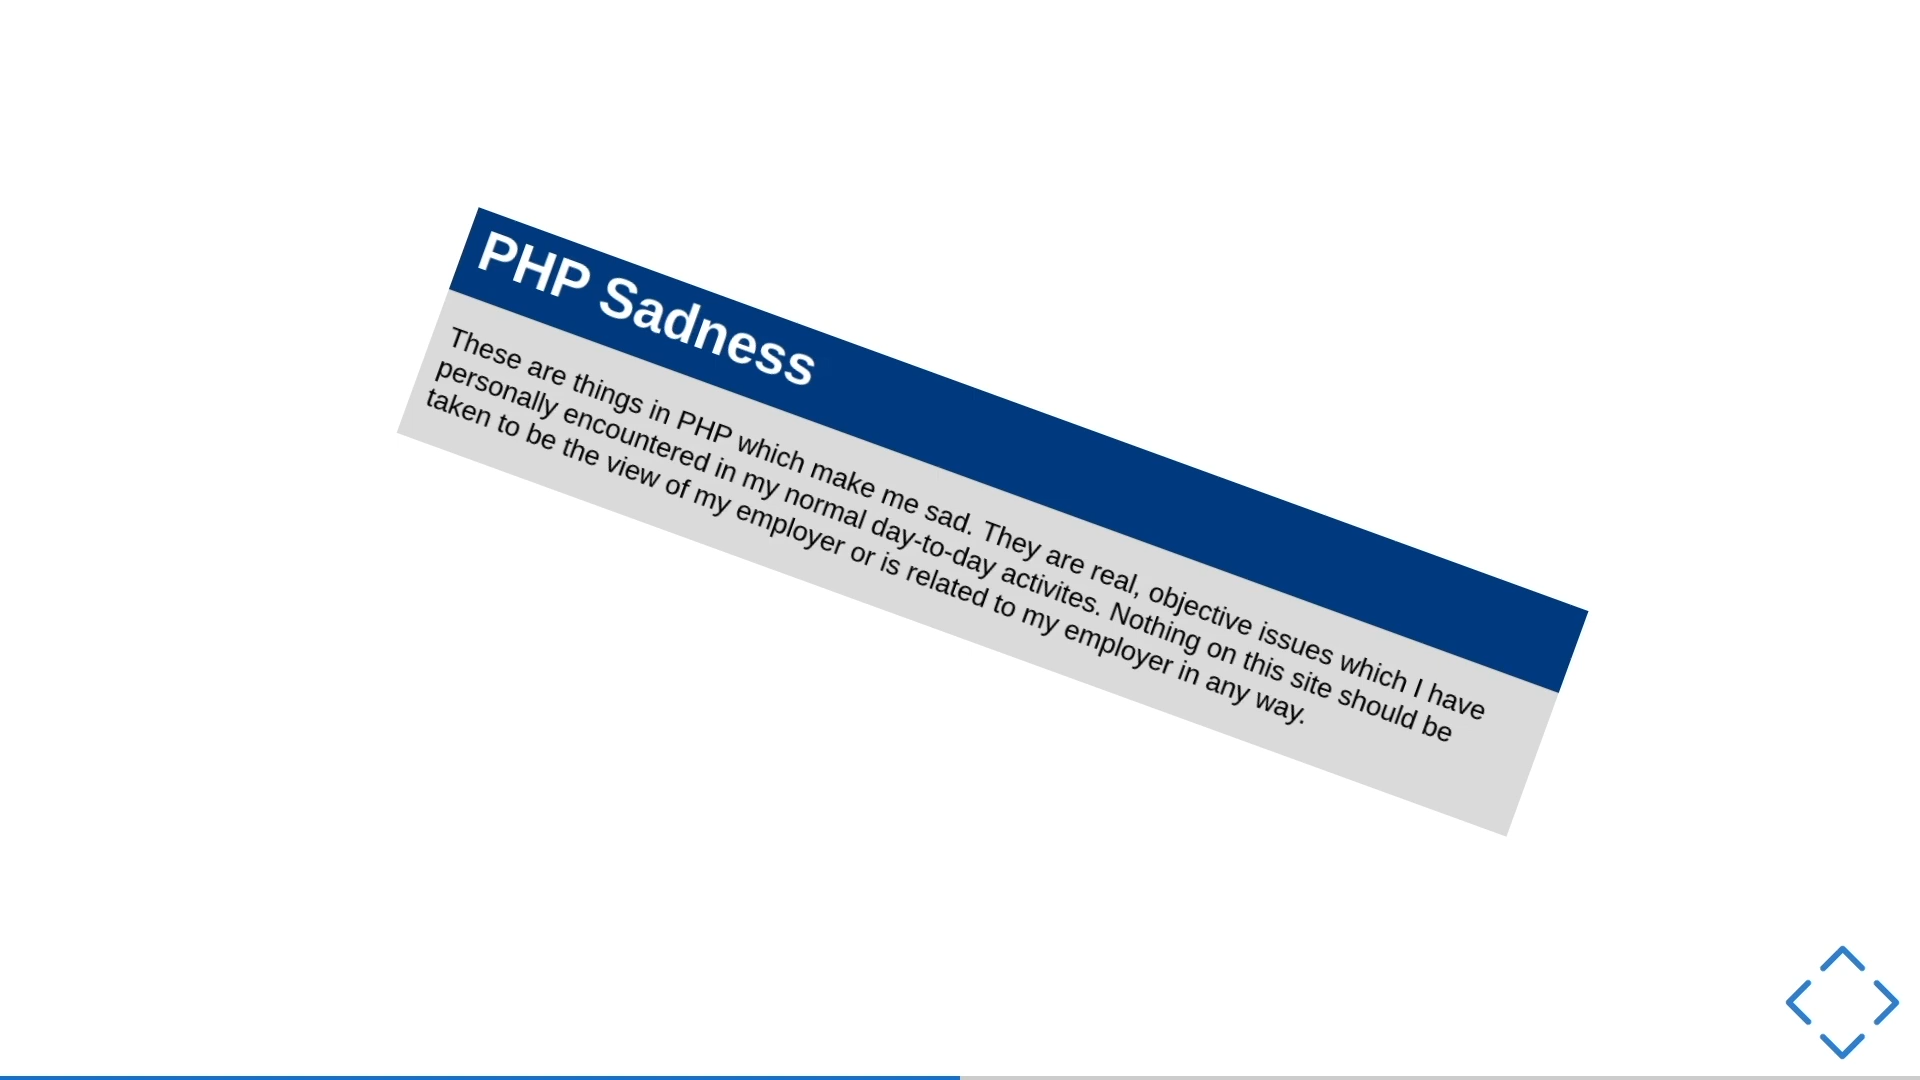 PHP Sadness
These are things in PHP which make me sad. They are real, objective issues which I have
personally encountered in my normal day-to-day activites. Nothing on this site should be
taken to be the view of my employer or is related to my employer in any way.